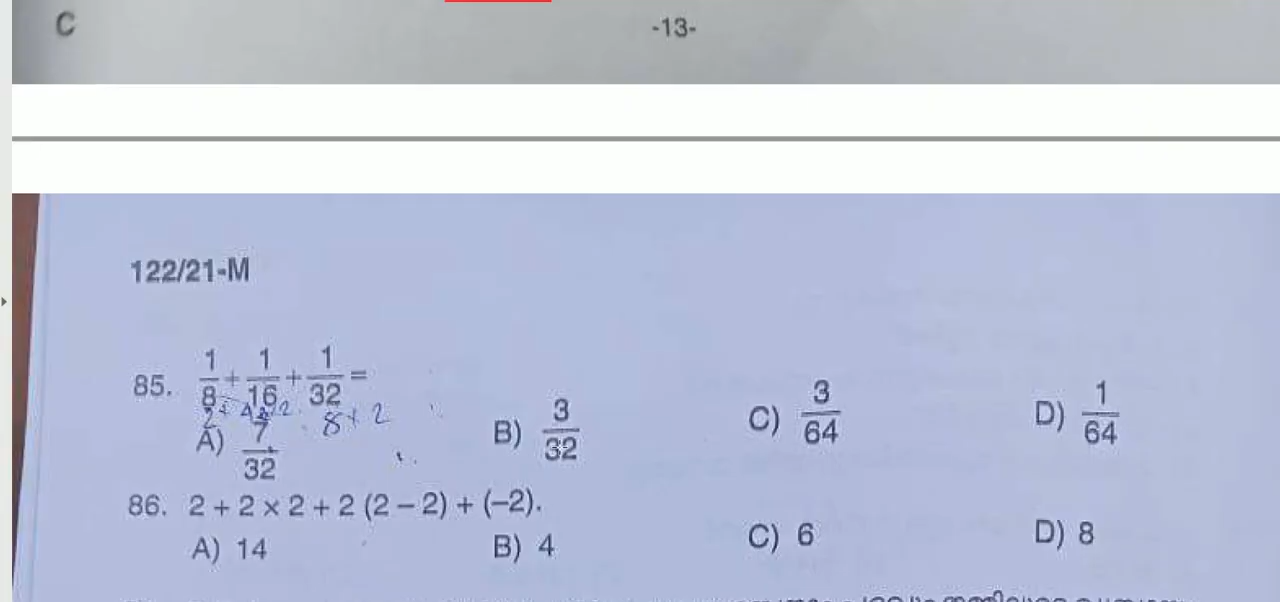 C
-13-
122/21-M
85. 1/8 + 1/16 + 1/32 =
8 + 2
A) 7/32 B) 3/32 C) 3/64 D) 1/64
86. 2 + 2 × 2 + 2 (2 – 2) + (–2).
A) 14 B) 4 C) 6 D) 8